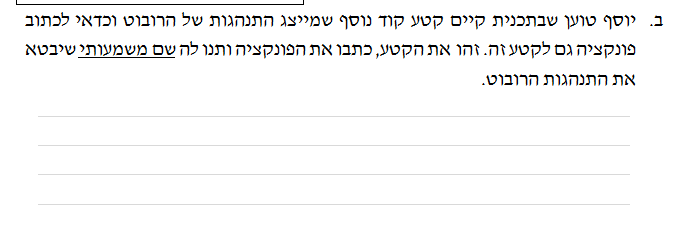 ב. יוסף טוען שבתכנית קיים קטע קוד נוסף שמייצג התנהגות של הרובוט וכדאי לכתוב
פונקציה גם לקטע זה. זהו את הקטע, כתבו את הפונקציה ותנו לה שם משמעותי שיבטא
את התנהגות הרובוט.